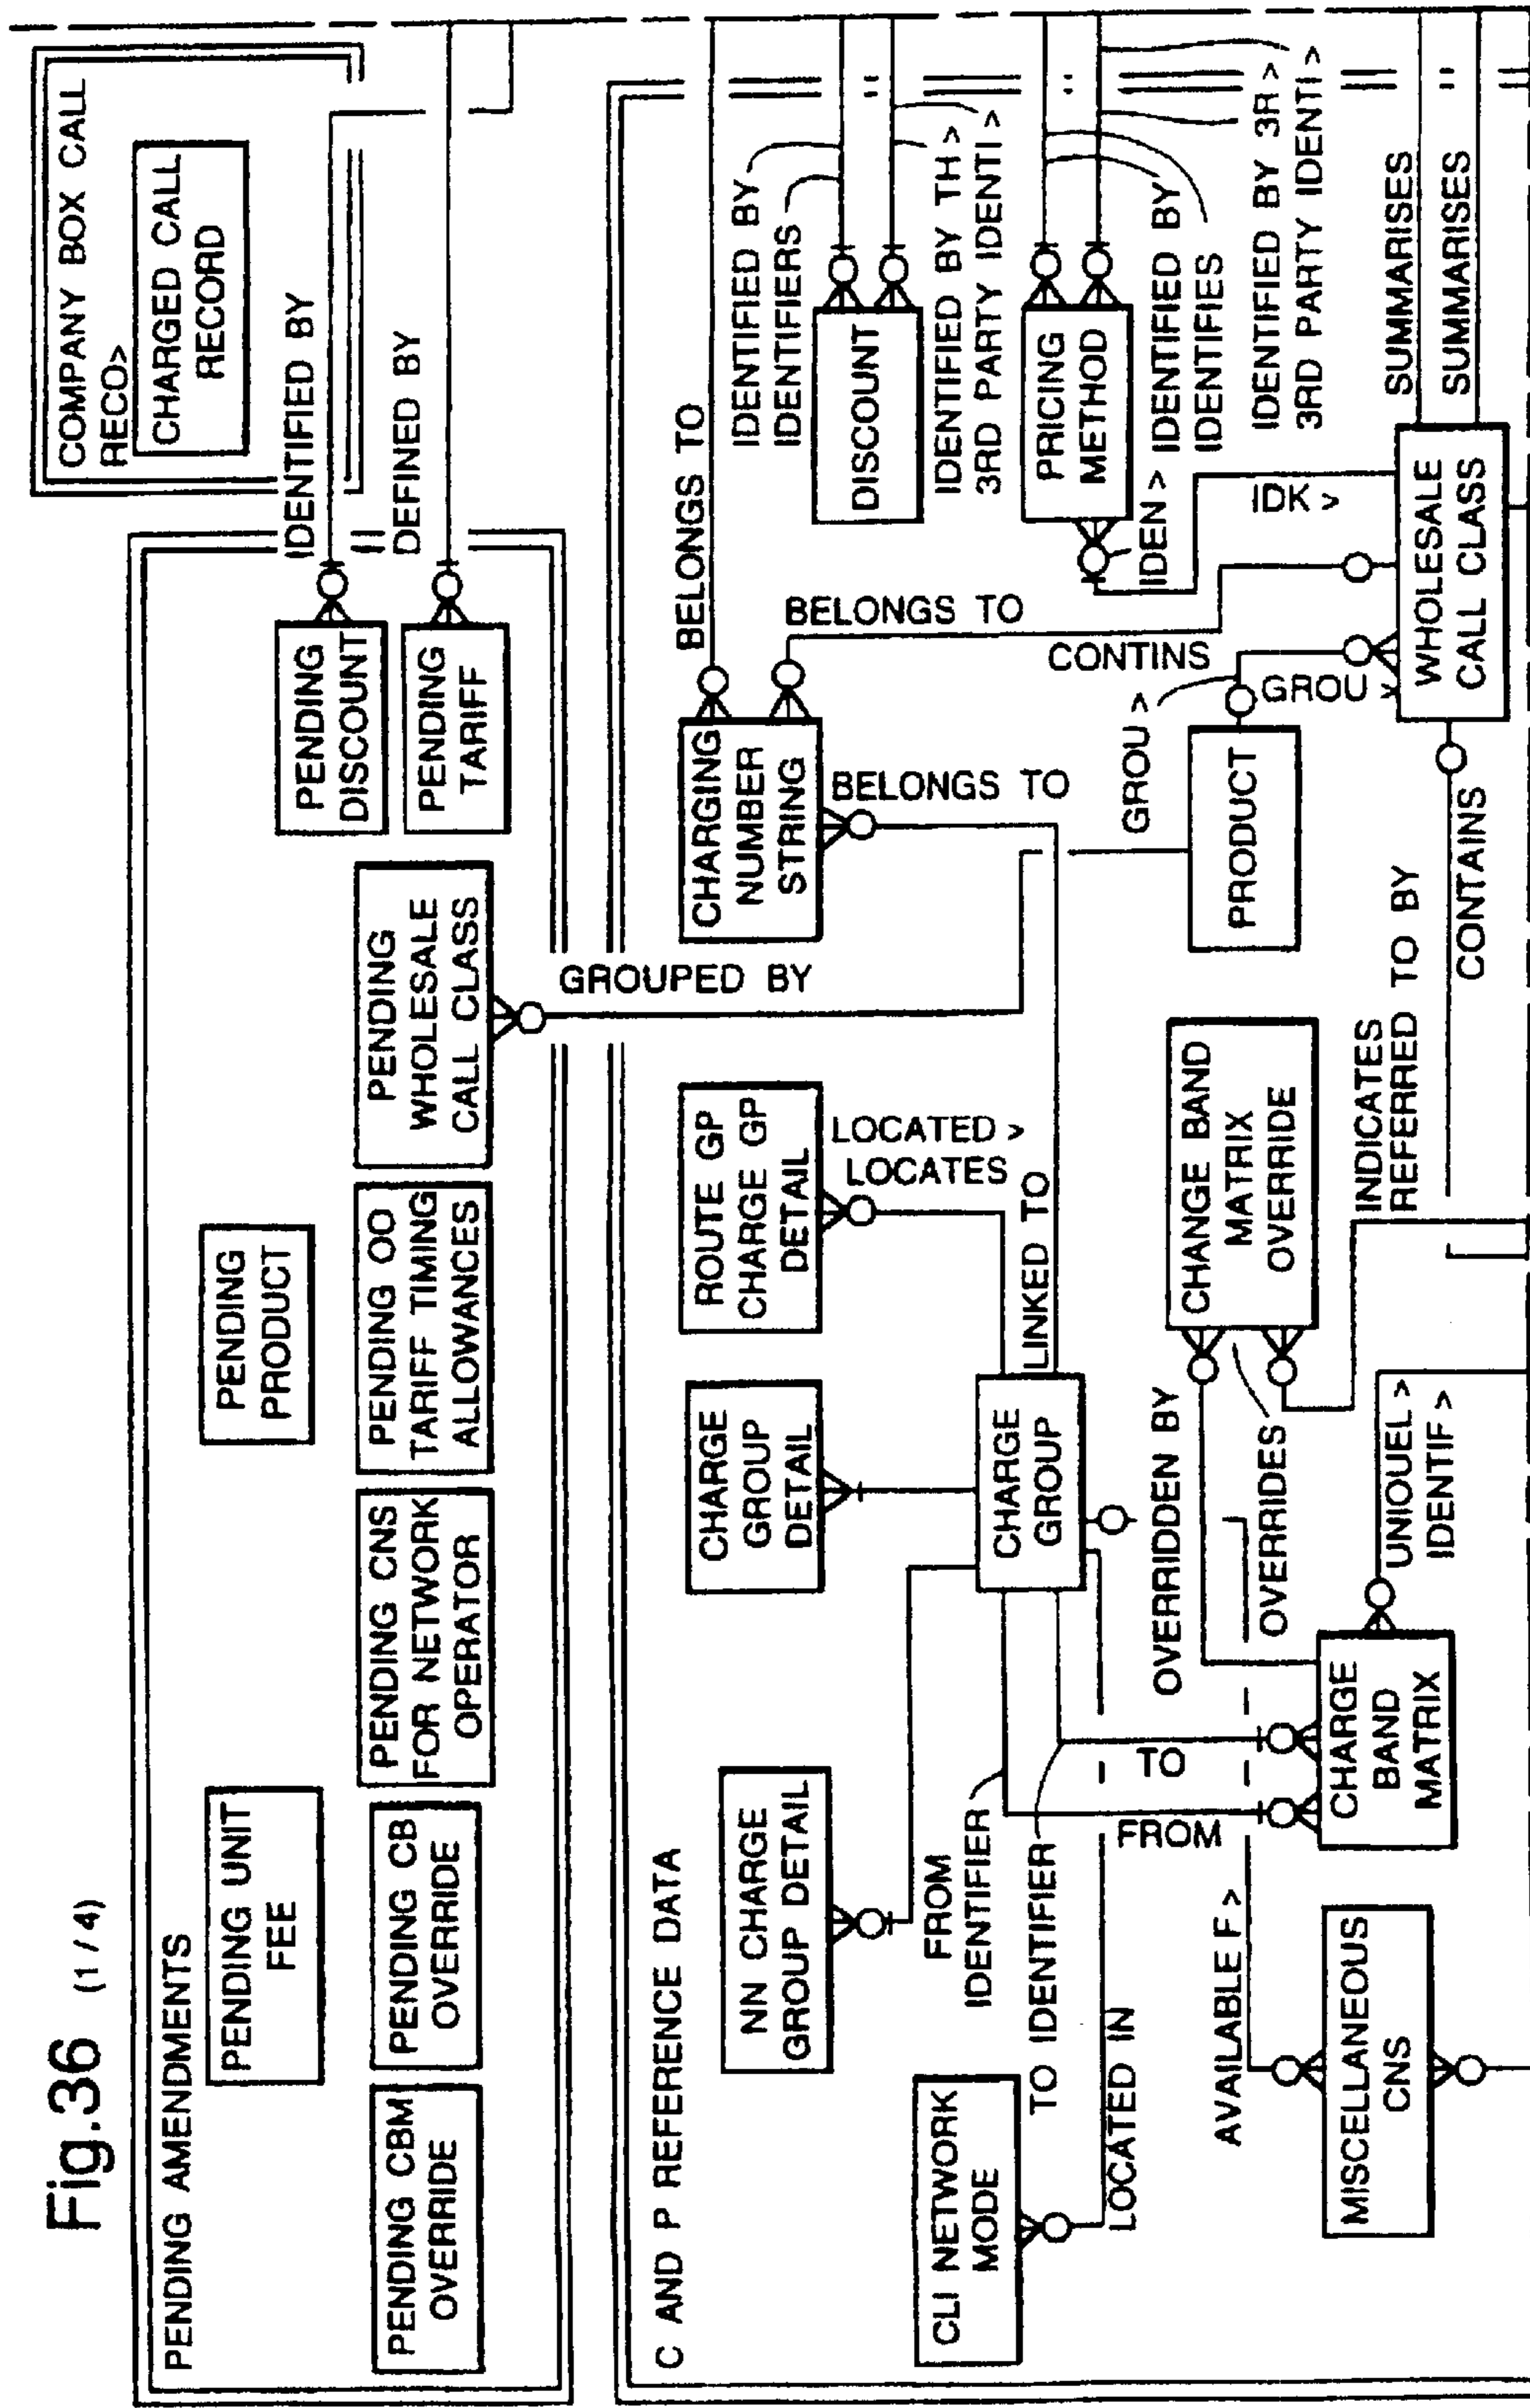 Fig.36 (1/4)
PENDING AMENDMENTS
PENDING UNIT
FEE
PENDING
PRODUCT
PENDING CBM
OVERRIDE
PENDING CB
OVERRIDE
PENDING CNS
FOR NETWORK
OPERATOR
PENDING OO
TARIFF TIMING
ALLOWANCES
PENDING
WHOLESALE
CALL CLASS
PENDING
DISCOUNT
PENDING
TARIFF
IDENTIFIED BY
DEFINED BY
COMPANY BOX CALL
RECO>
CHARGED CALL
RECORD
GROUPED BY
C AND P REFERENCE DATA
NN CHARGE
GROUP DETAIL
CHARGE
GROUP
DETAIL
ROUTE GP
CHARGE GP
DETAIL
LOCATED >
LOCATES
CHARGING
NUMBER
STRING
BELONGS TO
BELONGS TO
BELONGS TO
IDENTIFIED BY
IDENTIFIERS
DISCOUNT
IDENTIFIED BY TH >
3RD PARTY IDENTI >
PRICING
METHOD
IDEN >
IDENTIFIED BY
IDENTIFIES
IDENTIFIED BY 3R >
3RD PARTY IDENTI >
CLI NETWORK
MODE
FROM
IDENTIFIER
TO IDENTIFIER
LOCATED IN
CHARGE
GROUP
LINKED TO
CONTINS
GROU >
GROU >
IDK >
PRODUCT
SUMMARISES
SUMMARISES
WHOLESALE
CALL CLASS
FROM
TO
OVERRIDDEN BY
OVERRIDES
CHANGE BAND
MATRIX
OVERRIDE
INDICATES
REFERRED TO BY
CONTAINS
AVAILABLE F >
MISCELLANEOUS
CNS
CHARGE
BAND
MATRIX
UNIOUEL >
IDENTIF >